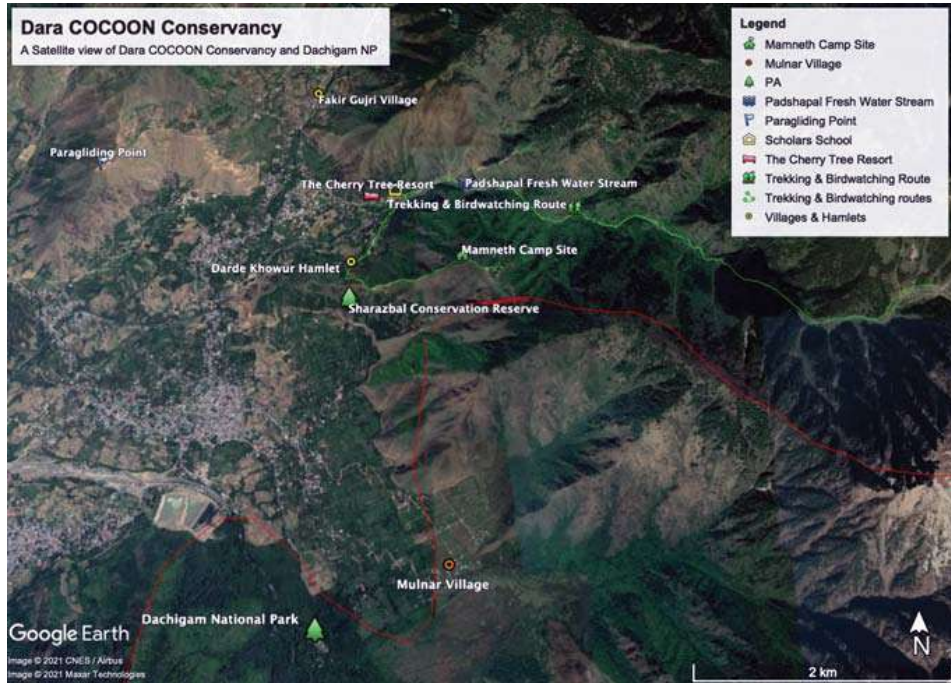 Dara COCOON Conservancy
A Satellite view of Dara COCOON Conservancy and Dachigam NP
Legend
Mamneth Camp Site
Mulnar Village
PA
Padshapal Fresh Water Stream
Paragliding Point
Scholars School
The Cherry Tree Resort
Trekking & Birdwatching Route
Trekking & Birdwatching routes
Villages & Hamlets
Fakir Gujri Village
Paragliding Point
The Cherry Tree Resort
Padshapal Fresh Water Stream
Trekking & Birdwatching Route
Mamneth Camp Site
Darde Khowur Hamlet
Sharazbal Conservation Reserve
Mulnar Village
Dachigam National Park
Google Earth
Image © 2021 CNES / Airbus
Image © 2021 Maxar Technologies
N
2 km